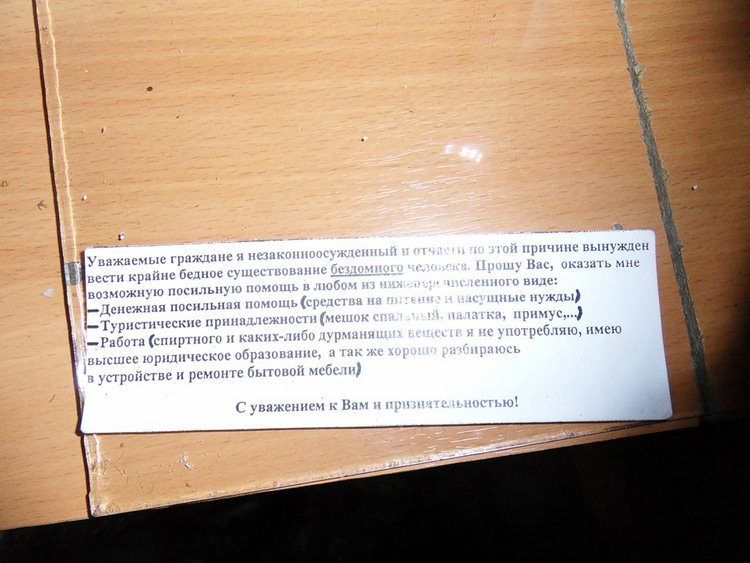 Уважаемые граждане я незаконноосужденный и отчасти по этой причине вынужден
вести крайне бедное существование бездомного человека. Прошу Вас, оказать мне
возможную посильную помощь в любом из нижеперечисленного виде:
–Денежная посильная помощь (средства на питание и насущные нужды)
–Туристические принадлежности (мешок спальный, палатка, примус,...)
–Работа (спиртного и каких-либо дурманящих веществ я не употребляю, имею
высшее юридическое образование, а так же хорошо разбираюсь
в устройстве и ремонте бытовой мебели)
С уважением к Вам и признательностью!